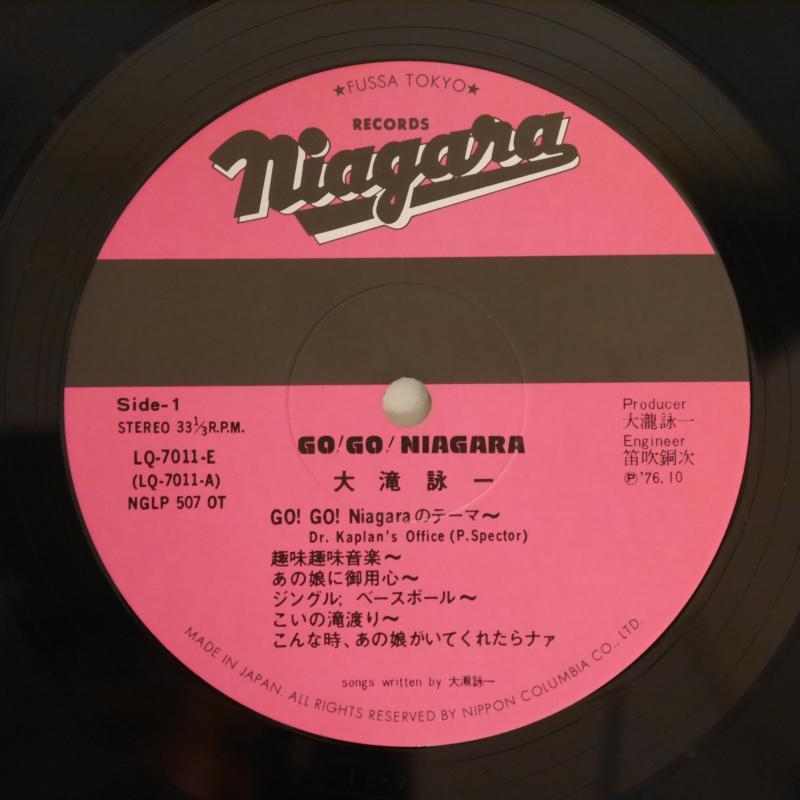 ★FUSSA TOKYO★
RECORDS
Niagara
Side-1
STEREO 33⅓R.P.M.
LQ-7011-E
(LQ-7011-A)
NGLP 507 OT
Producer
大瀧詠一
Engineer
笛吹銅次
Ⓟ'76.10
GO! GO! NIAGARA
大滝詠一
GO! GO! Niagaraのテーマ〜
Dr. Kaplan's Office (P.Spector)
趣味趣味音楽〜
あの娘に御用心〜
ジングル; ベースボール〜
こいの滝渡り〜
こんな時、あの娘がいてくれたらナァ
songs written by 大瀧詠一
MADE IN JAPAN. ALL RIGHTS RESERVED BY NIPPON COLUMBIA CO., LTD.